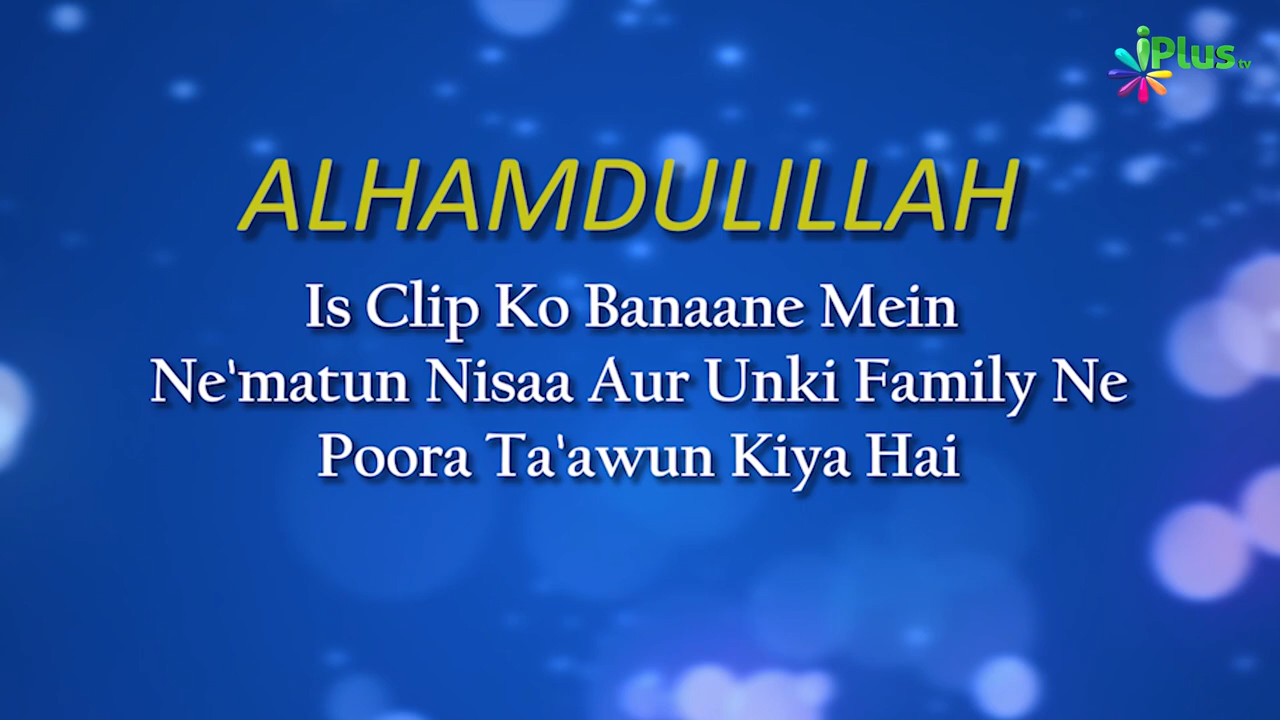 iPlus tv
ALHAMDULILLAH
Is Clip Ko Banaane Mein
Ne'matun Nisaa Aur Unki Family Ne
Poora Ta'awun Kiya Hai